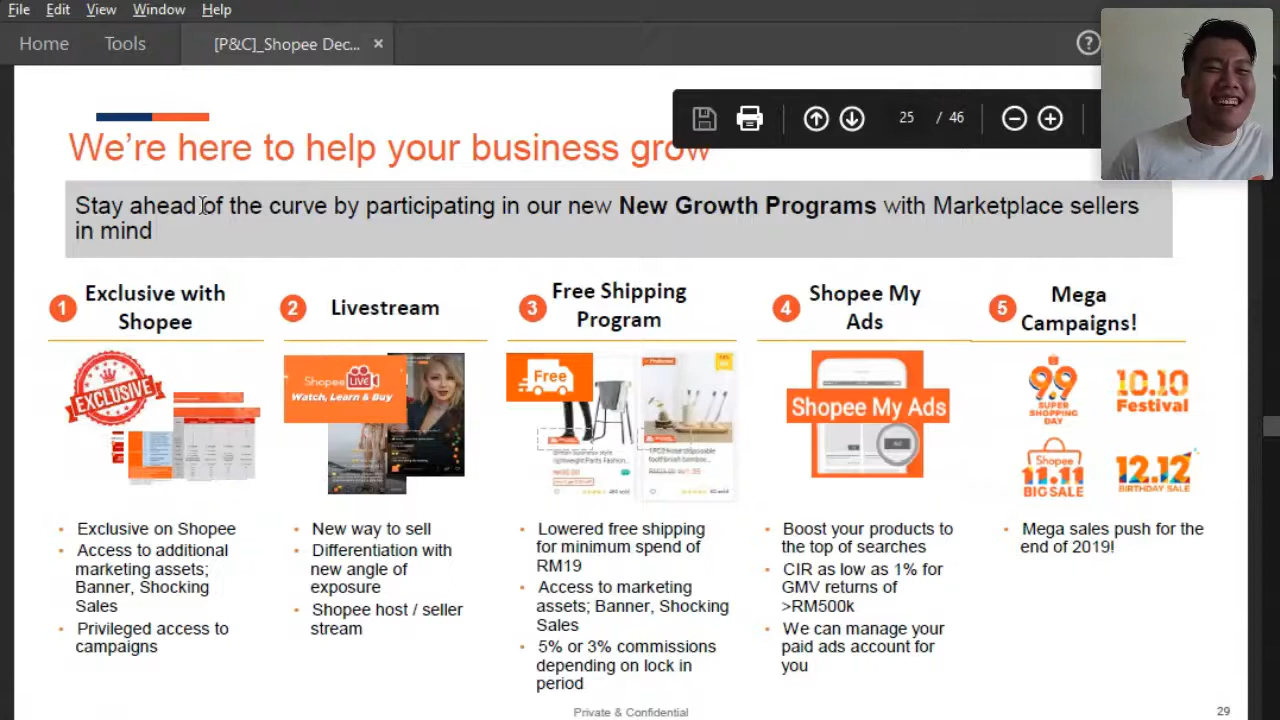 File Edit View Window Help
Home Tools [P&C]_Shopee Dec... ×
?
25 / 46
We're here to help your business grow
Stay ahead of the curve by participating in our new New Growth Programs with Marketplace sellers
in mind
1 Exclusive with
Shopee
EXCLUSIVE
Exclusive on Shopee
Access to additional
marketing assets;
Banner, Shocking
Sales
Privileged access to
campaigns
2 Livestream
Shopee LIVE
Watch, Learn & Buy
New way to sell
Differentiation with
new angle of
exposure
Shopee host / seller
stream
3 Free Shipping
Program
Free
Lowered free shipping
for minimum spend of
RM19
Access to marketing
assets; Banner, Shocking
Sales
5% or 3% commissions
depending on lock in
period
4 Shopee My
Ads
Shopee My Ads
Boost your products to
the top of searches
CIR as low as 1% for
GMV returns of
>RM500k
We can manage your
paid ads account for
you
5 Mega
Campaigns!
9.9
SUPER
SHOPPING
DAY
10.10
Festival
Shopee
11.11
BIG SALE
12.12
BIRTHDAY SALE
Mega sales push for the
end of 2019!
Private & Confidential
29